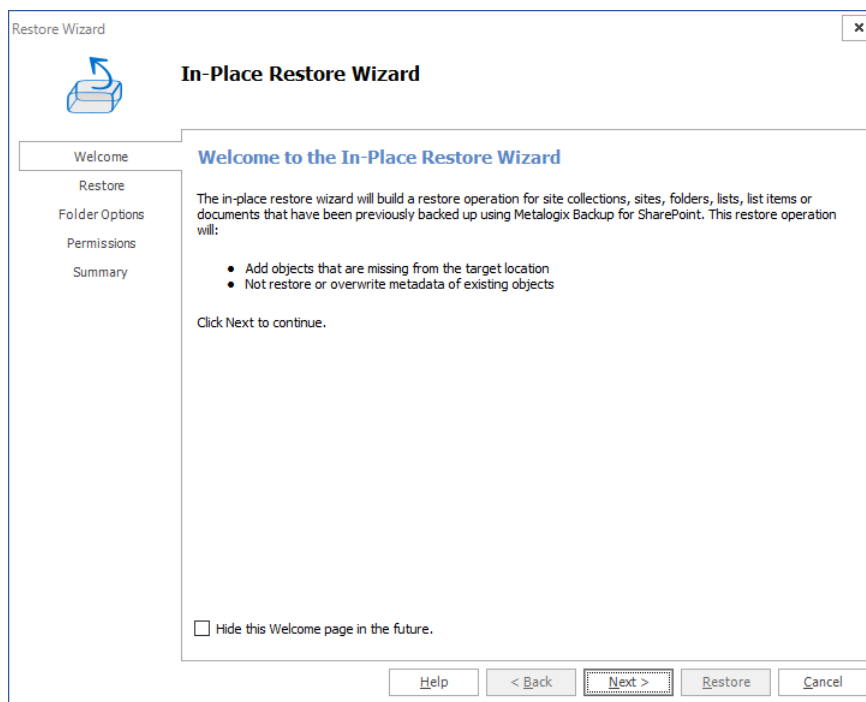 Restore Wizard
In-Place Restore Wizard
Welcome
Restore
Folder Options
Permissions
Summary
Welcome to the In-Place Restore Wizard
The in-place restore wizard will build a restore operation for site collections, sites, folders, lists, list items or
documents that have been previously backed up using Metalogix Backup for SharePoint. This restore operation
will:
• Add objects that are missing from the target location
• Not restore or overwrite metadata of existing objects
Click Next to continue.
Hide this Welcome page in the future.
Help
< Back
Next >
Restore
Cancel